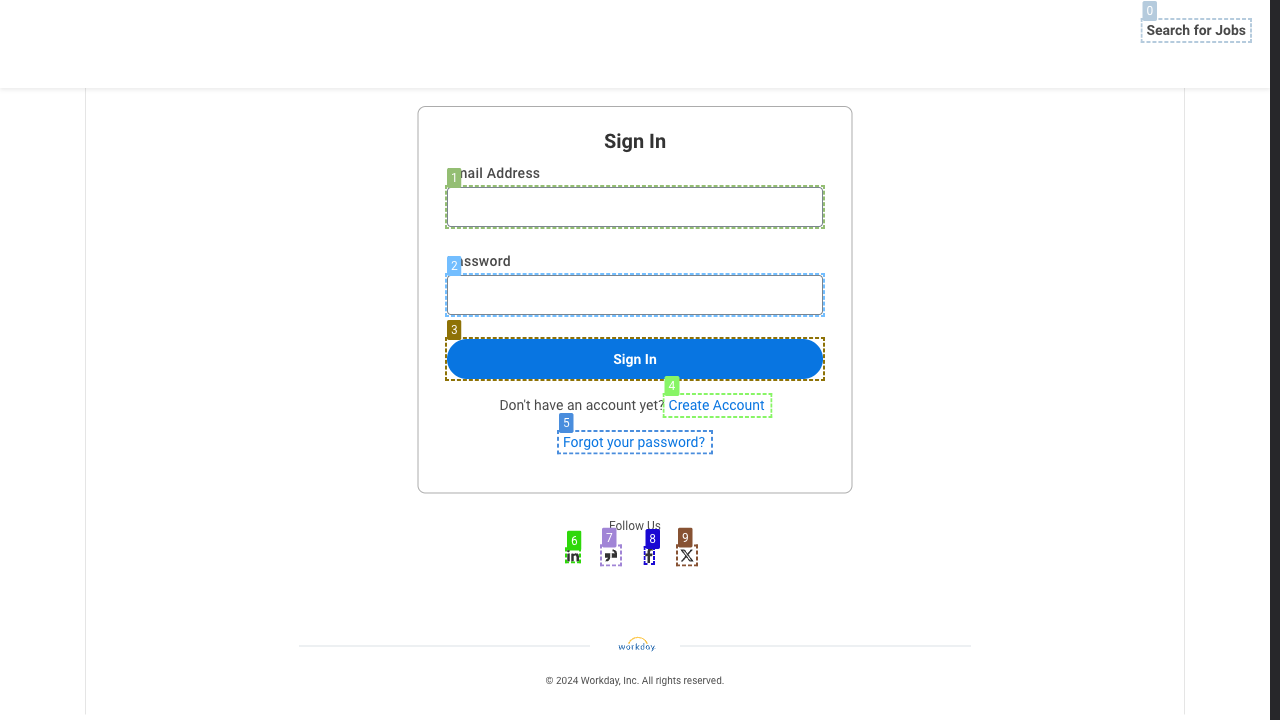 0
Search for Jobs
Sign In
1
mail Address
2
assword
3
Sign In
4
Don't have an account yet? Create Account
5
Forgot your password?
Follow Us
6 7 8 9
in f X
workday.
© 2024 Workday, Inc. All rights reserved.